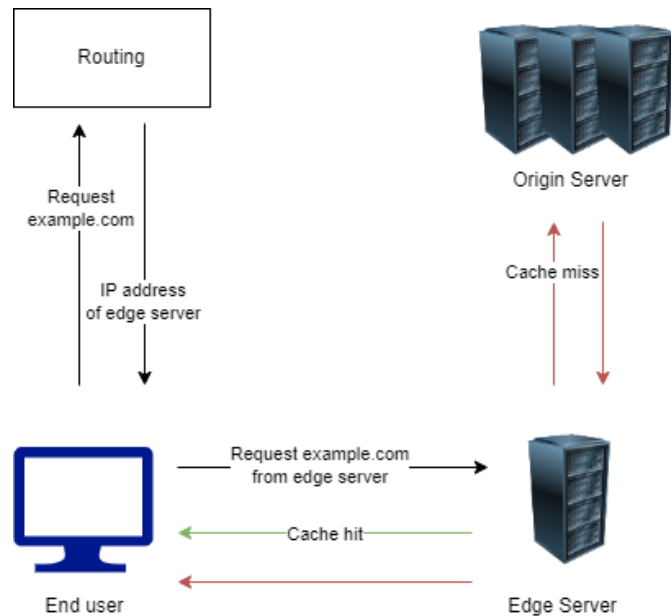 Routing
Origin Server
Request
example.com
Cache miss
IP address
of edge server
Request example.com
from edge server
Cache hit
End user
Edge Server